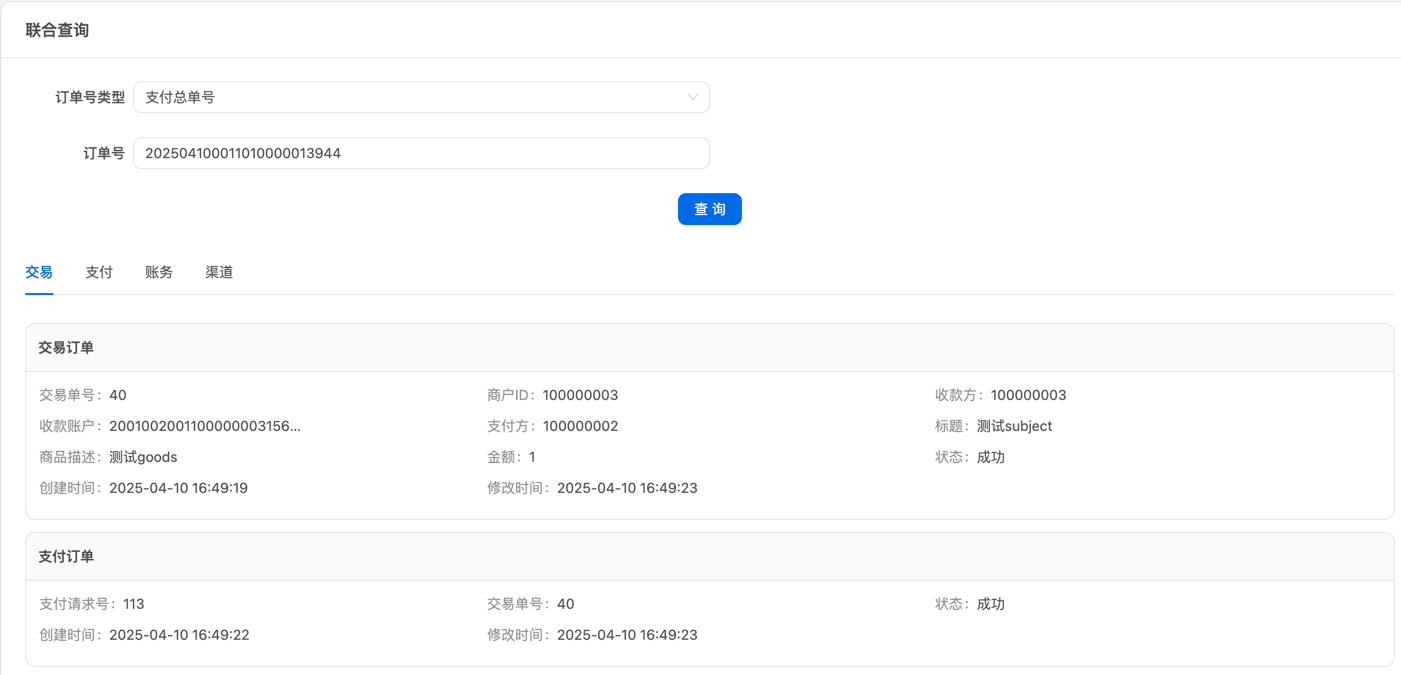 联合查询
订单号类型 支付总单号
订单号 202504100011010000013944
查 询
交易 支付 账务 渠道
交易订单
交易单号： 40 商户ID： 100000003 收款方： 100000003
收款账户： 2001002001100000003156... 支付方： 100000002 标题： 测试subject
商品描述： 测试goods 金额： 1 状态： 成功
创建时间： 2025-04-10 16:49:19 修改时间： 2025-04-10 16:49:23
支付订单
支付请求号： 113 交易单号： 40 状态： 成功
创建时间： 2025-04-10 16:49:22 修改时间： 2025-04-10 16:49:23